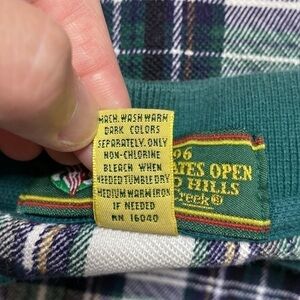 MACH. WASH WARM
DARK COLORS
SEPARATELY. ONLY
NON-CHLORINE
BLEACH WHEN
NEEDED TUMBLE DRY
MEDIUM WARM IRON
IF NEEDED
RN 16040
96
ATES OPEN
D HILLS
Creek®